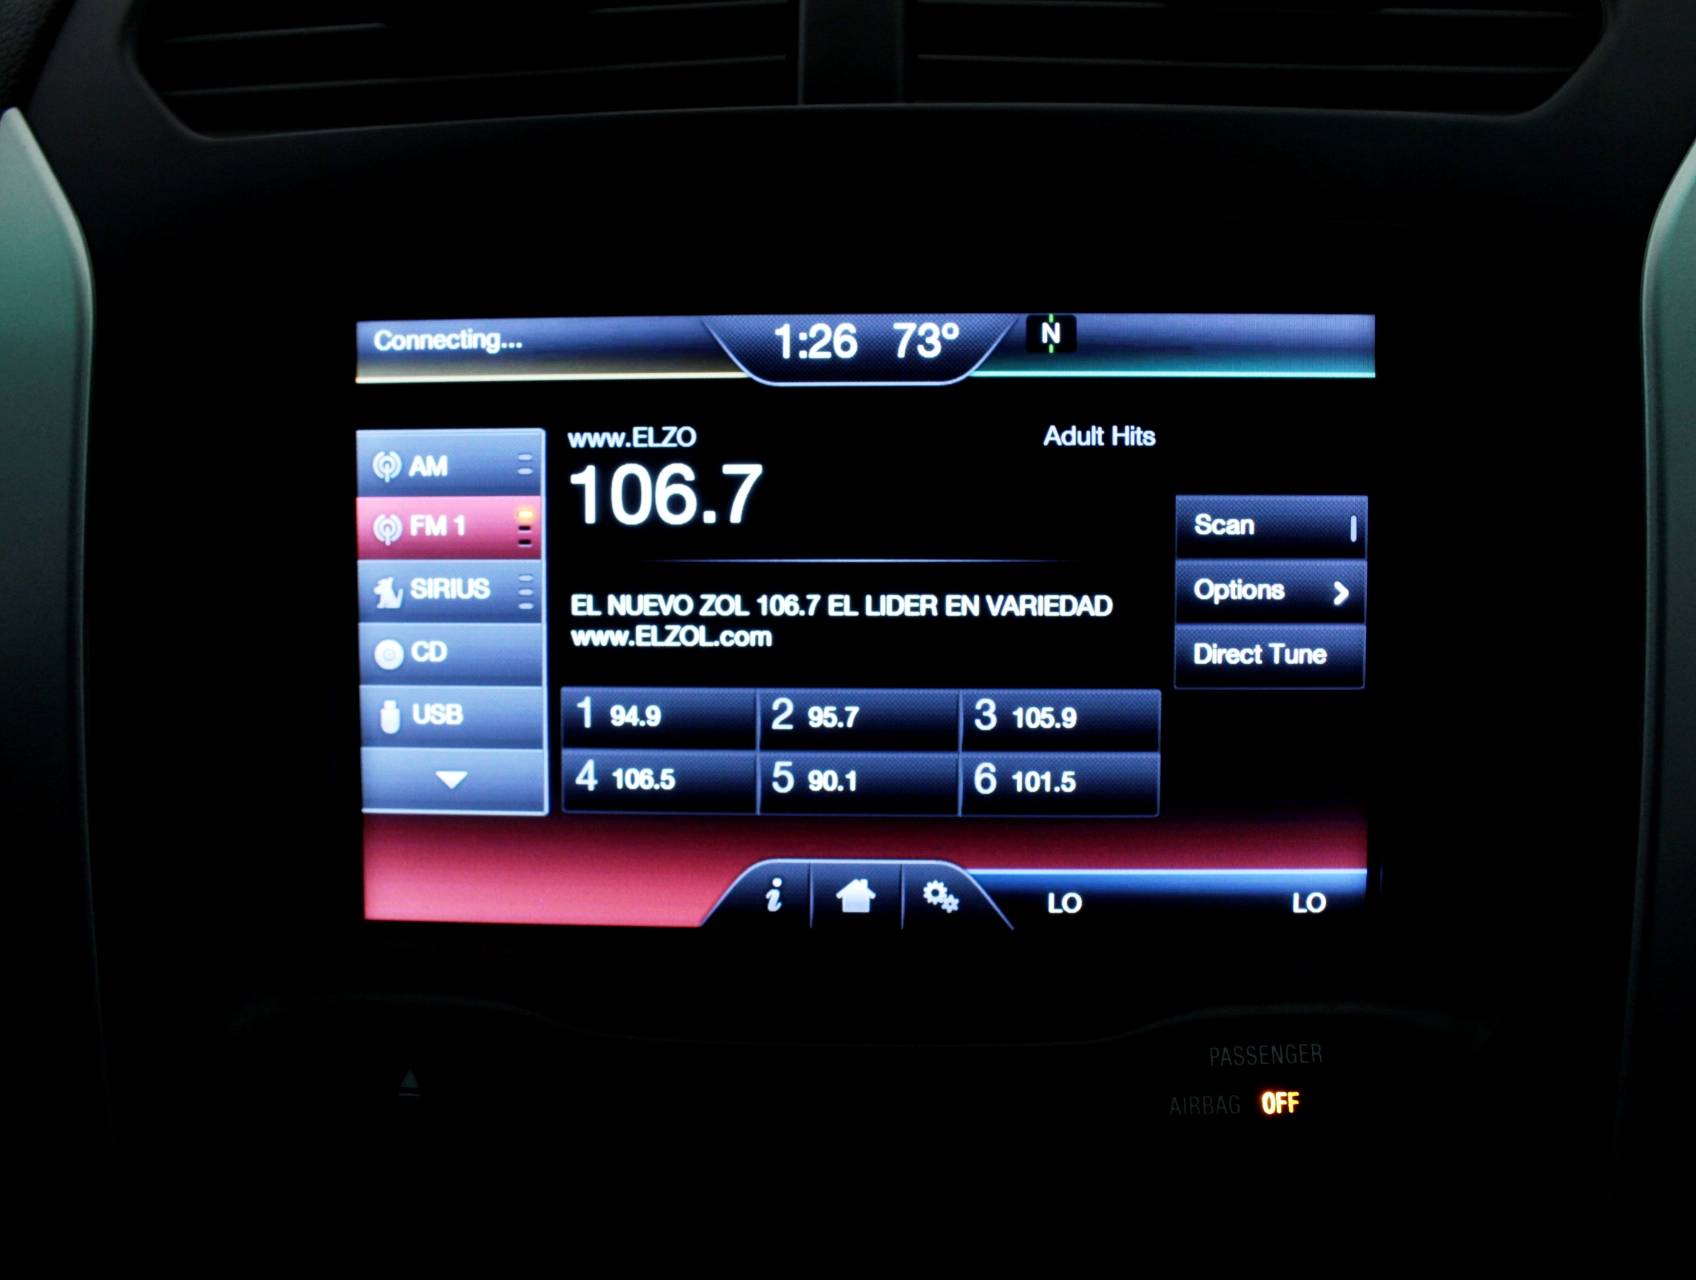 Connecting...
1:26 73º
N
AM
FM 1
SIRIUS
CD
USB
www.ELZO
Adult Hits
106.7
EL NUEVO ZOL 106.7 EL LIDER EN VARIEDAD
www.ELZOL.com
Scan
Options
Direct Tune
1 94.9
2 95.7
3 105.9
4 106.5
5 90.1
6 101.5
i
LO
LO
PASSENGER
AIRBAG OFF